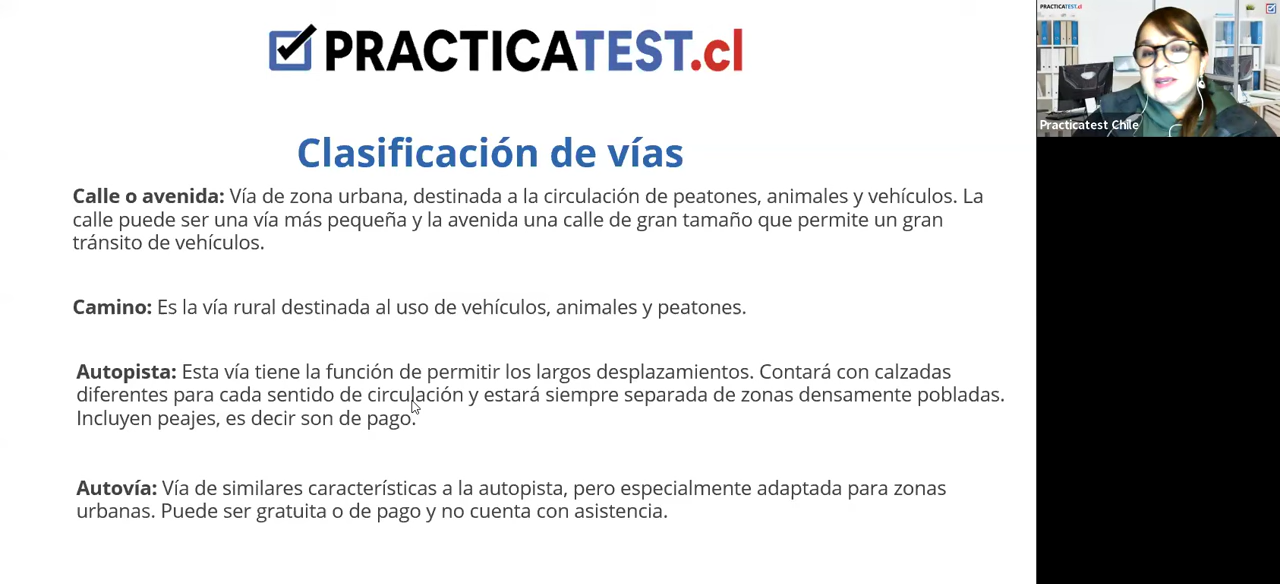 PRACTICATEST.cl
Clasificación de vías
Calle o avenida: Vía de zona urbana, destinada a la circulación de peatones, animales y vehículos. La
calle puede ser una vía más pequeña y la avenida una calle de gran tamaño que permite un gran
tránsito de vehículos.
Camino: Es la vía rural destinada al uso de vehículos, animales y peatones.
Autopista: Esta vía tiene la función de permitir los largos desplazamientos. Contará con calzadas
diferentes para cada sentido de circulación y estará siempre separada de zonas densamente pobladas.
Incluyen peajes, es decir son de pago.
Autovía: Vía de similares características a la autopista, pero especialmente adaptada para zonas
urbanas. Puede ser gratuita o de pago y no cuenta con asistencia.
PRACTICATEST.cl
Practicatest Chile